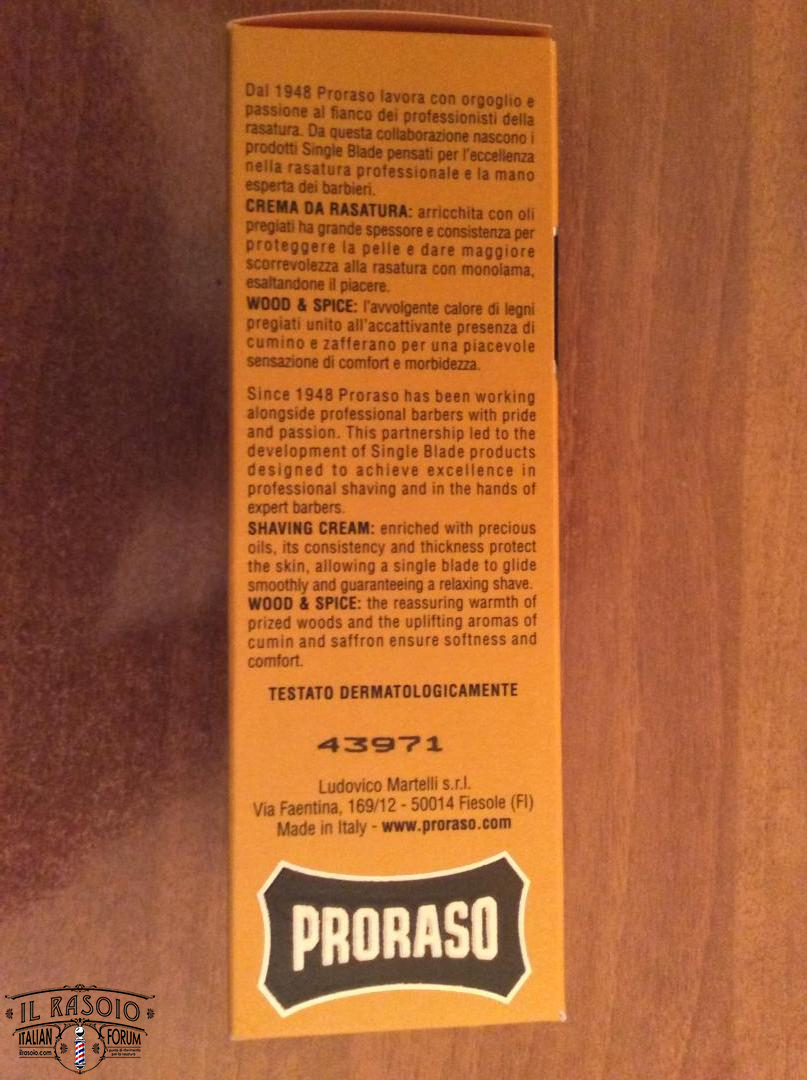 Dal 1948 Proraso lavora con orgoglio e
passione al fianco dei professionisti della
rasatura. Da questa collaborazione nascono i
prodotti Single Blade pensati per l'eccellenza
nella rasatura professionale e la mano
esperta dei barbieri.
CREMA DA RASATURA: arricchita con oli
pregiati ha grande spessore e consistenza per
proteggere la pelle e dare maggiore
scorrevolezza alla rasatura con monolama,
esaltandone il piacere.
WOOD & SPICE: l'avvolgente calore di legni
pregiati unito all'accattivante presenza di
cumino e zafferano per una piacevole
sensazione di comfort e morbidezza.
Since 1948 Proraso has been working
alongside professional barbers with pride
and passion. This partnership led to the
development of Single Blade products
designed to achieve excellence in
professional shaving and in the hands of
expert barbers.
SHAVING CREAM: enriched with precious
oils, its consistency and thickness protect
the skin, allowing a single blade to glide
smoothly and guaranteeing a relaxing shave.
WOOD & SPICE: the reassuring warmth of
prized woods and the uplifting aromas of
cumin and saffron ensure softness and
comfort.
TESTATO DERMATOLOGICAMENTE
43971
Ludovico Martelli s.r.l.
Via Faentina, 169/12 - 50014 Fiesole (FI)
Made in Italy - www.proraso.com
PRORASO
IL RASOIO
ITALIAN FORUM
ilrasoio.com